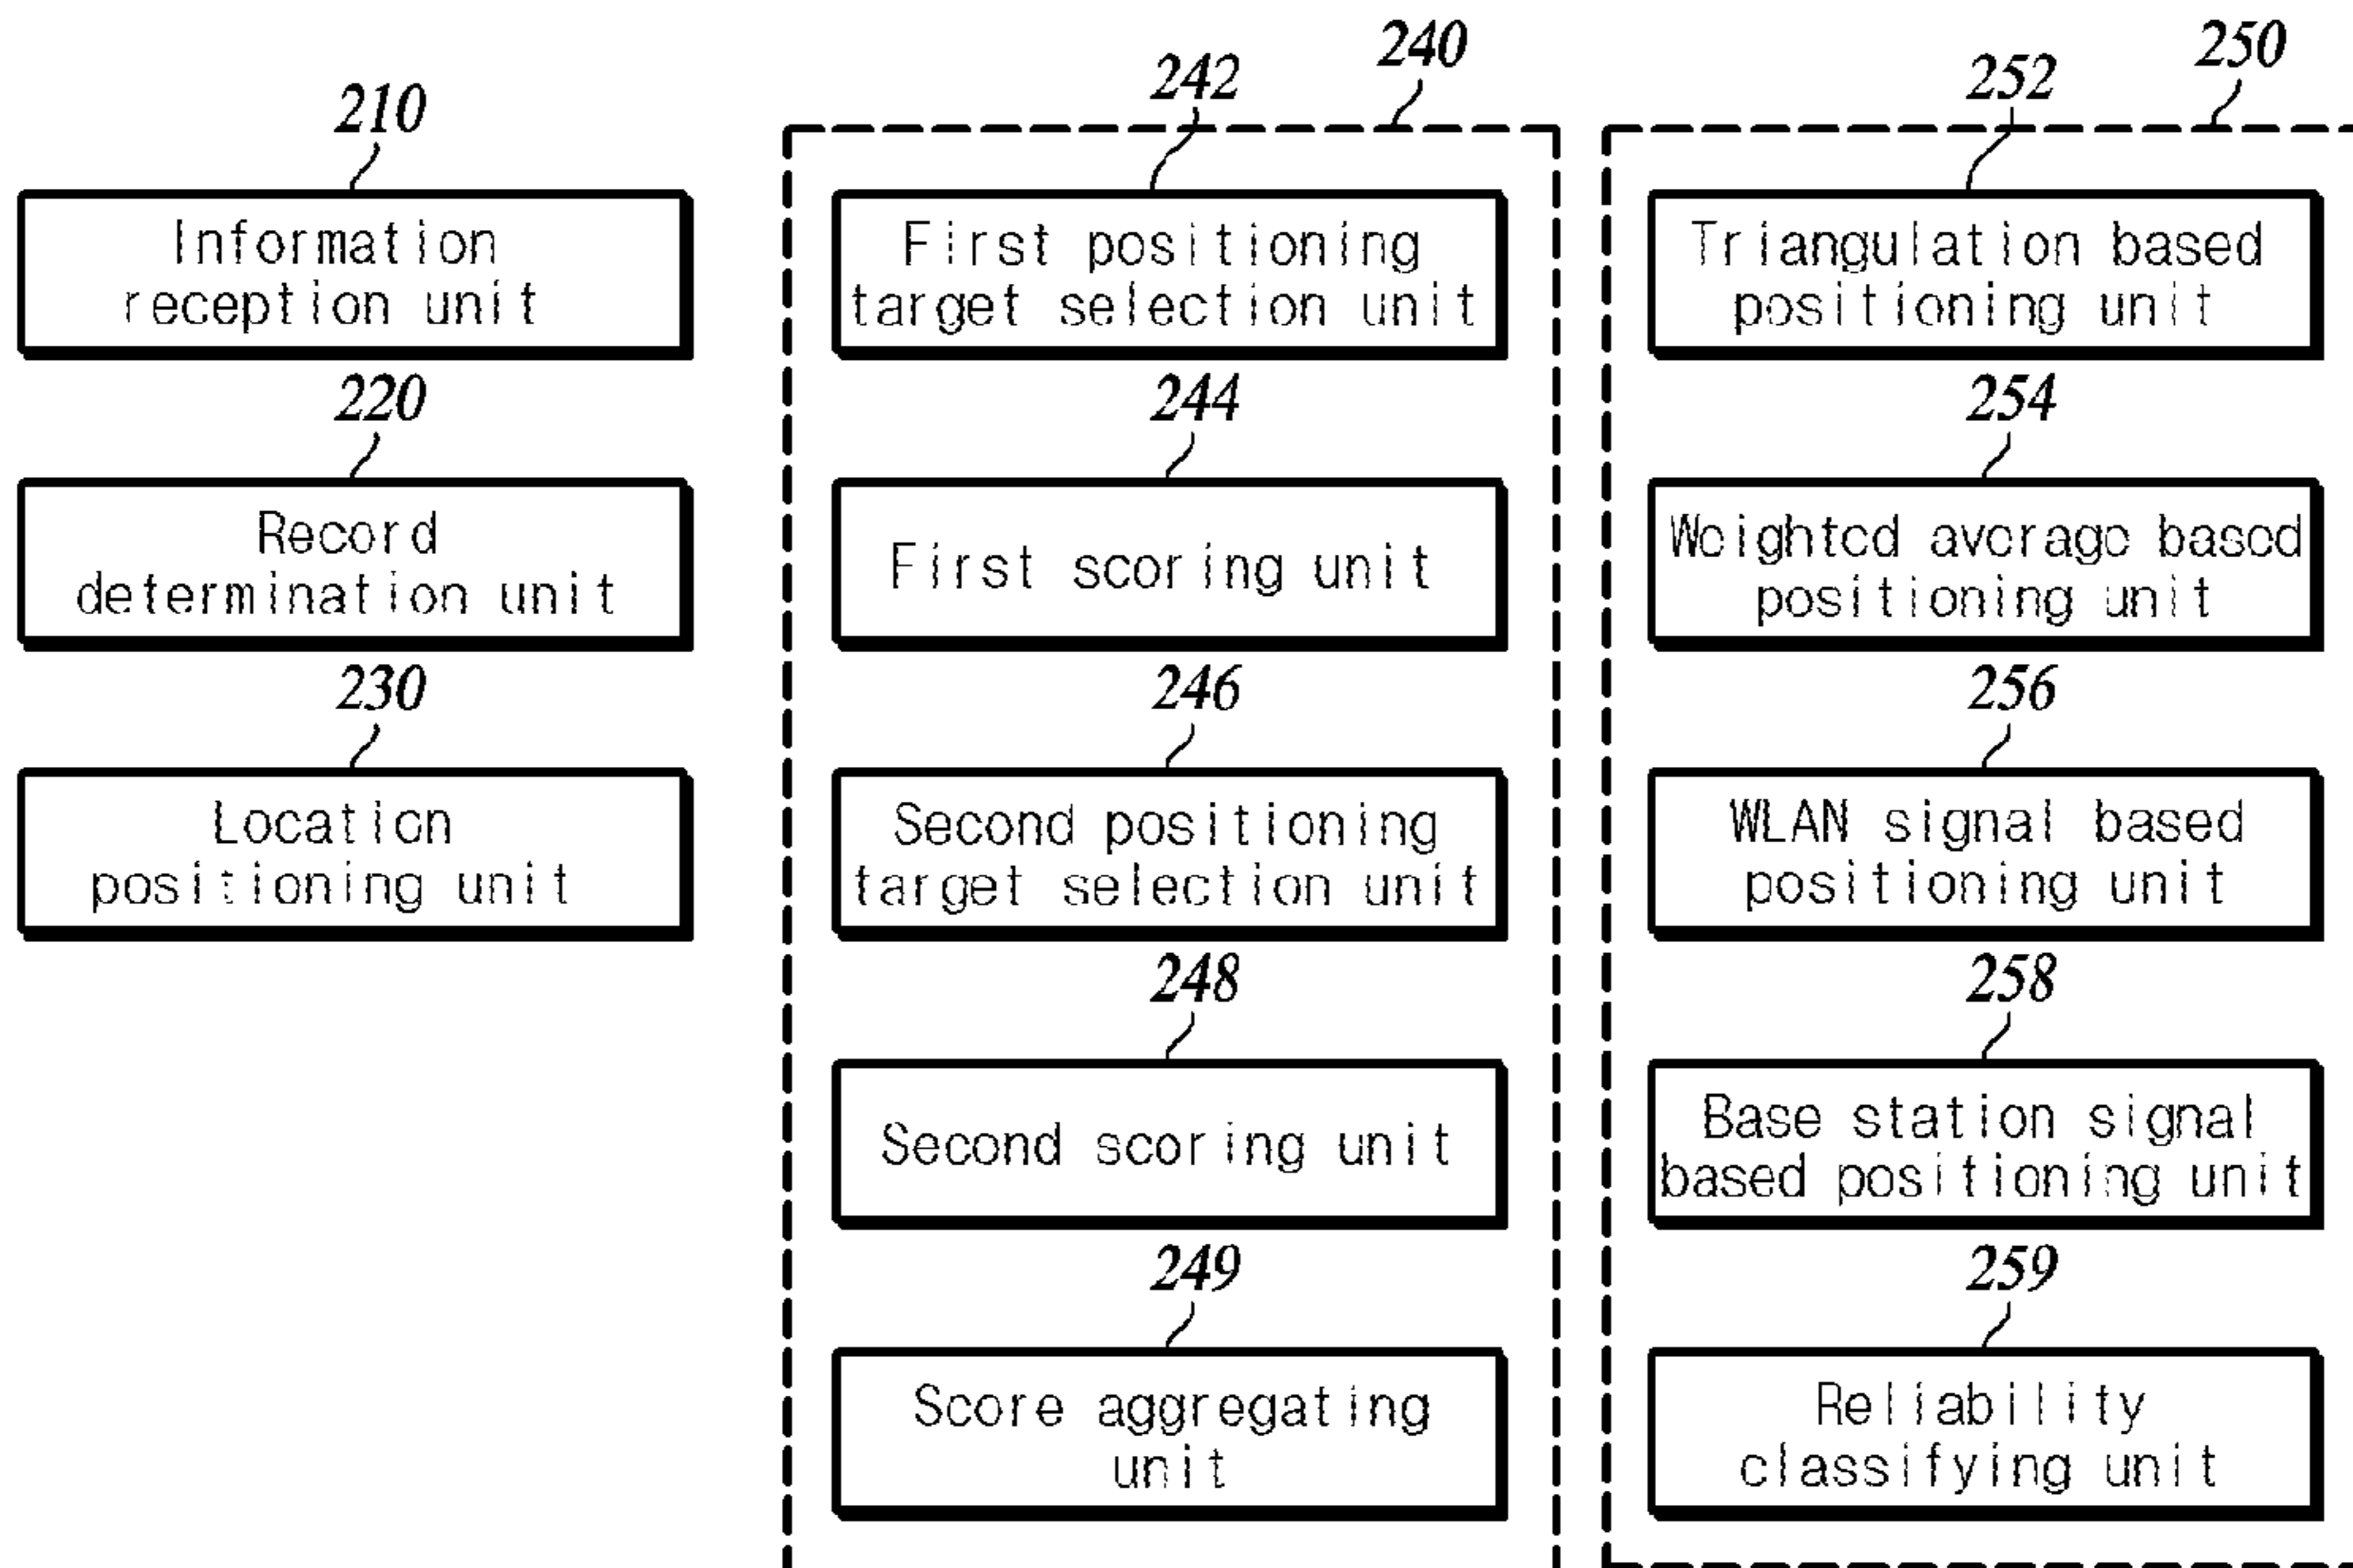 210
Information
reception unit
220
Record
determination unit
230
Location
positioning unit
240
242
First positioning
target selection unit
244
First scoring unit
246
Second positioning
target selection unit
248
Second scoring unit
249
Score aggregating
unit
250
252
Triangulation based
positioning unit
254
Weighted average based
positioning unit
256
WLAN signal based
positioning unit
258
Base station signal
based positioning unit
259
Reliability
classifying unit